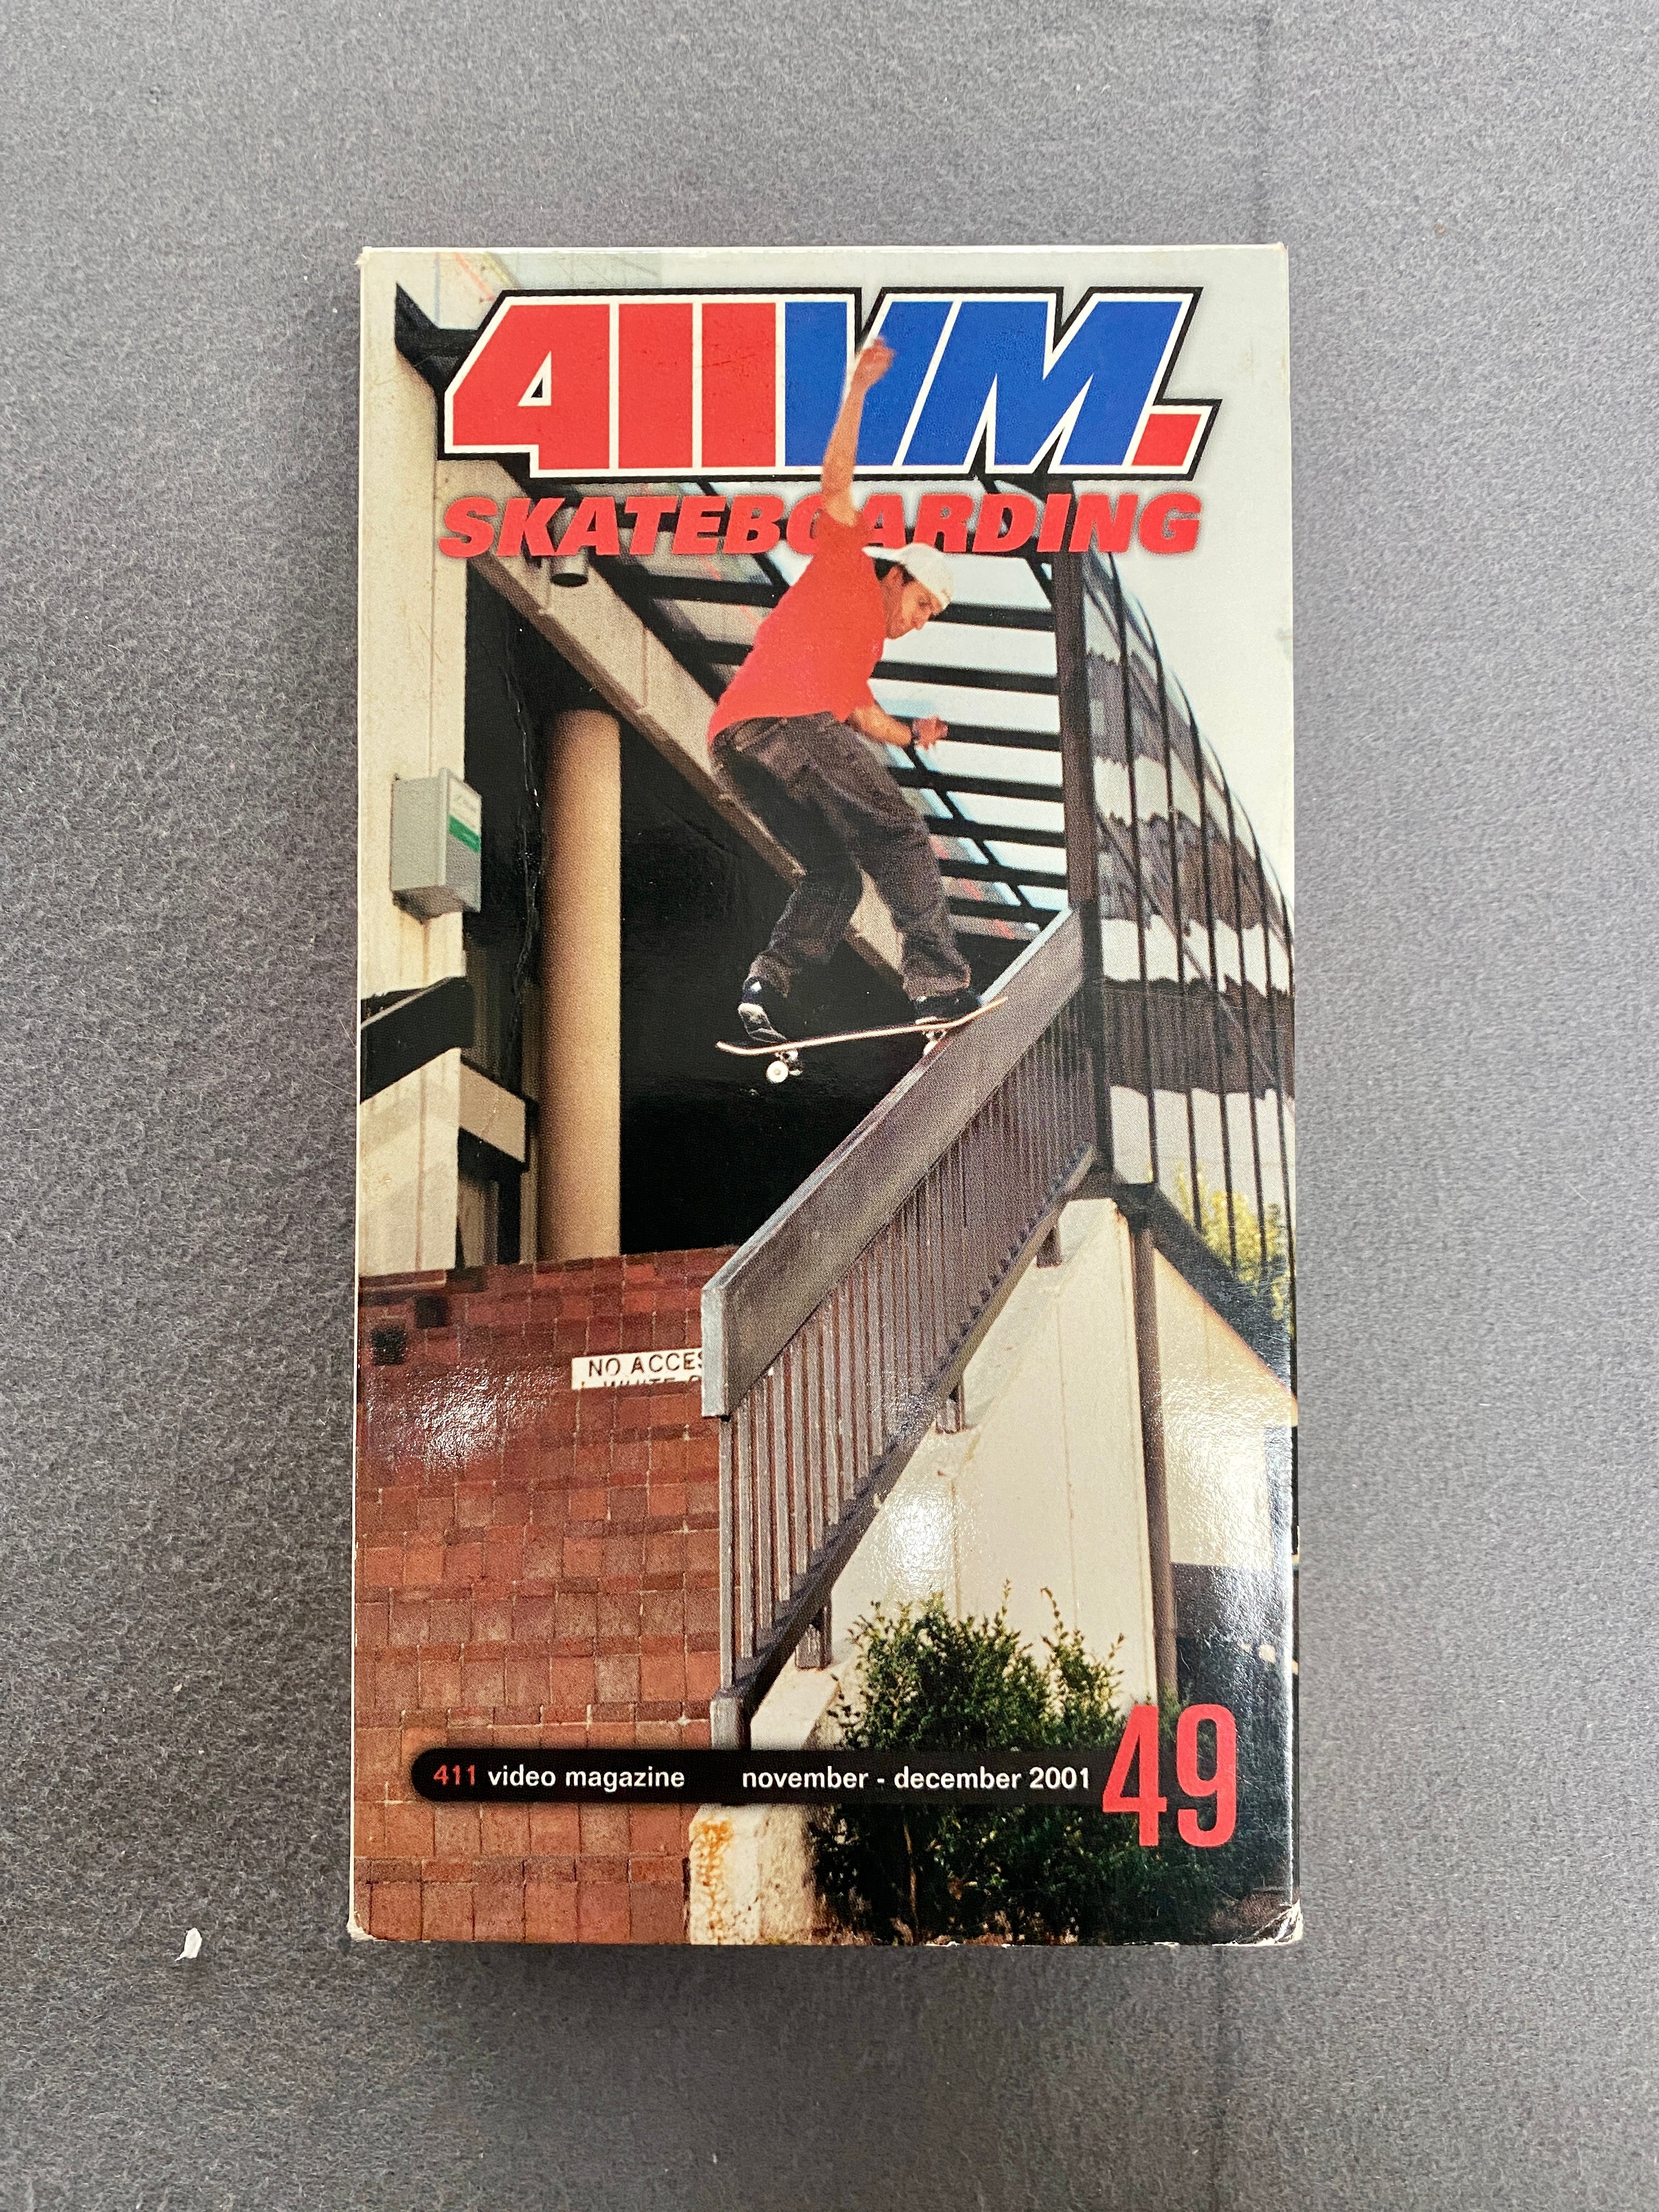 411VM.
SKATEBOARDING
NO ACCES
411 video magazine november - december 2001 49